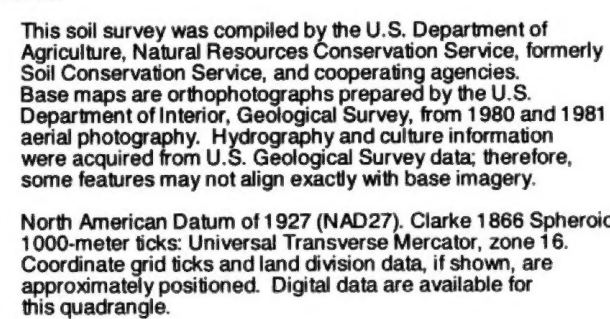 This soil survey was compiled by the U.S. Department of
Agriculture, Natural Resources Conservation Service, formerly
Soil Conservation Service, and cooperating agencies.
Base maps are orthophotographs prepared by the U.S.
Department of Interior, Geological Survey, from 1980 and 1981
aerial photography. Hydrography and culture information
were acquired from U.S. Geological Survey data; therefore,
some features may not align exactly with base imagery.

North American Datum of 1927 (NAD27). Clarke 1866 Spheroid
1000-meter ticks: Universal Transverse Mercator, zone 16.
Coordinate grid ticks and land division data, if shown, are
approximately positioned. Digital data are available for
this quadrangle.